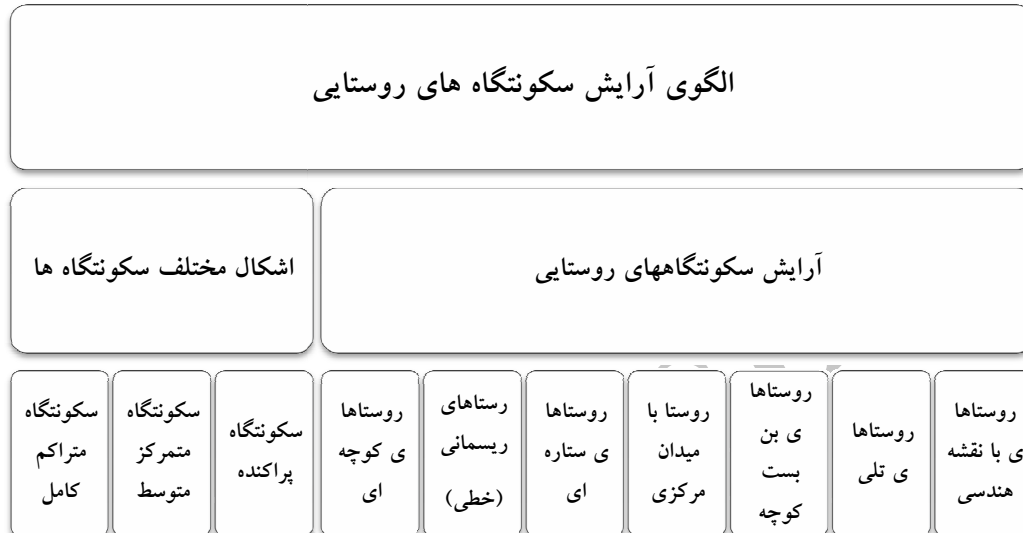 الگوی آرایش سکونتگاه های روستایی
آرایش سکونتگاههای روستایی
اشکال مختلف سکونتگاه ها
روستاها
ی با نقشه
هندسی
روستاها
ی تلی
روستاها
ی بن
بست
کوچه
روستا با
میدان
مرکزی
روستاها
ی ستاره
ای
رستاهای
ریسمانی
(خطی)
روستاها
ی کوچه
ای
سکونتگاه
پراکنده
سکونتگاه
متمرکز
متوسط
سکونتگاه
متراکم
کامل